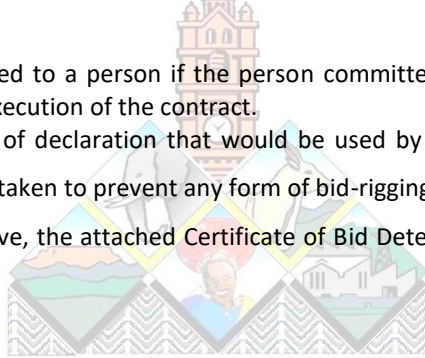 ed to a person if the person committe
xecution of the contract.
of declaration that would be used by
taken to prevent any form of bid-rigging
ve, the attached Certificate of Bid Dete